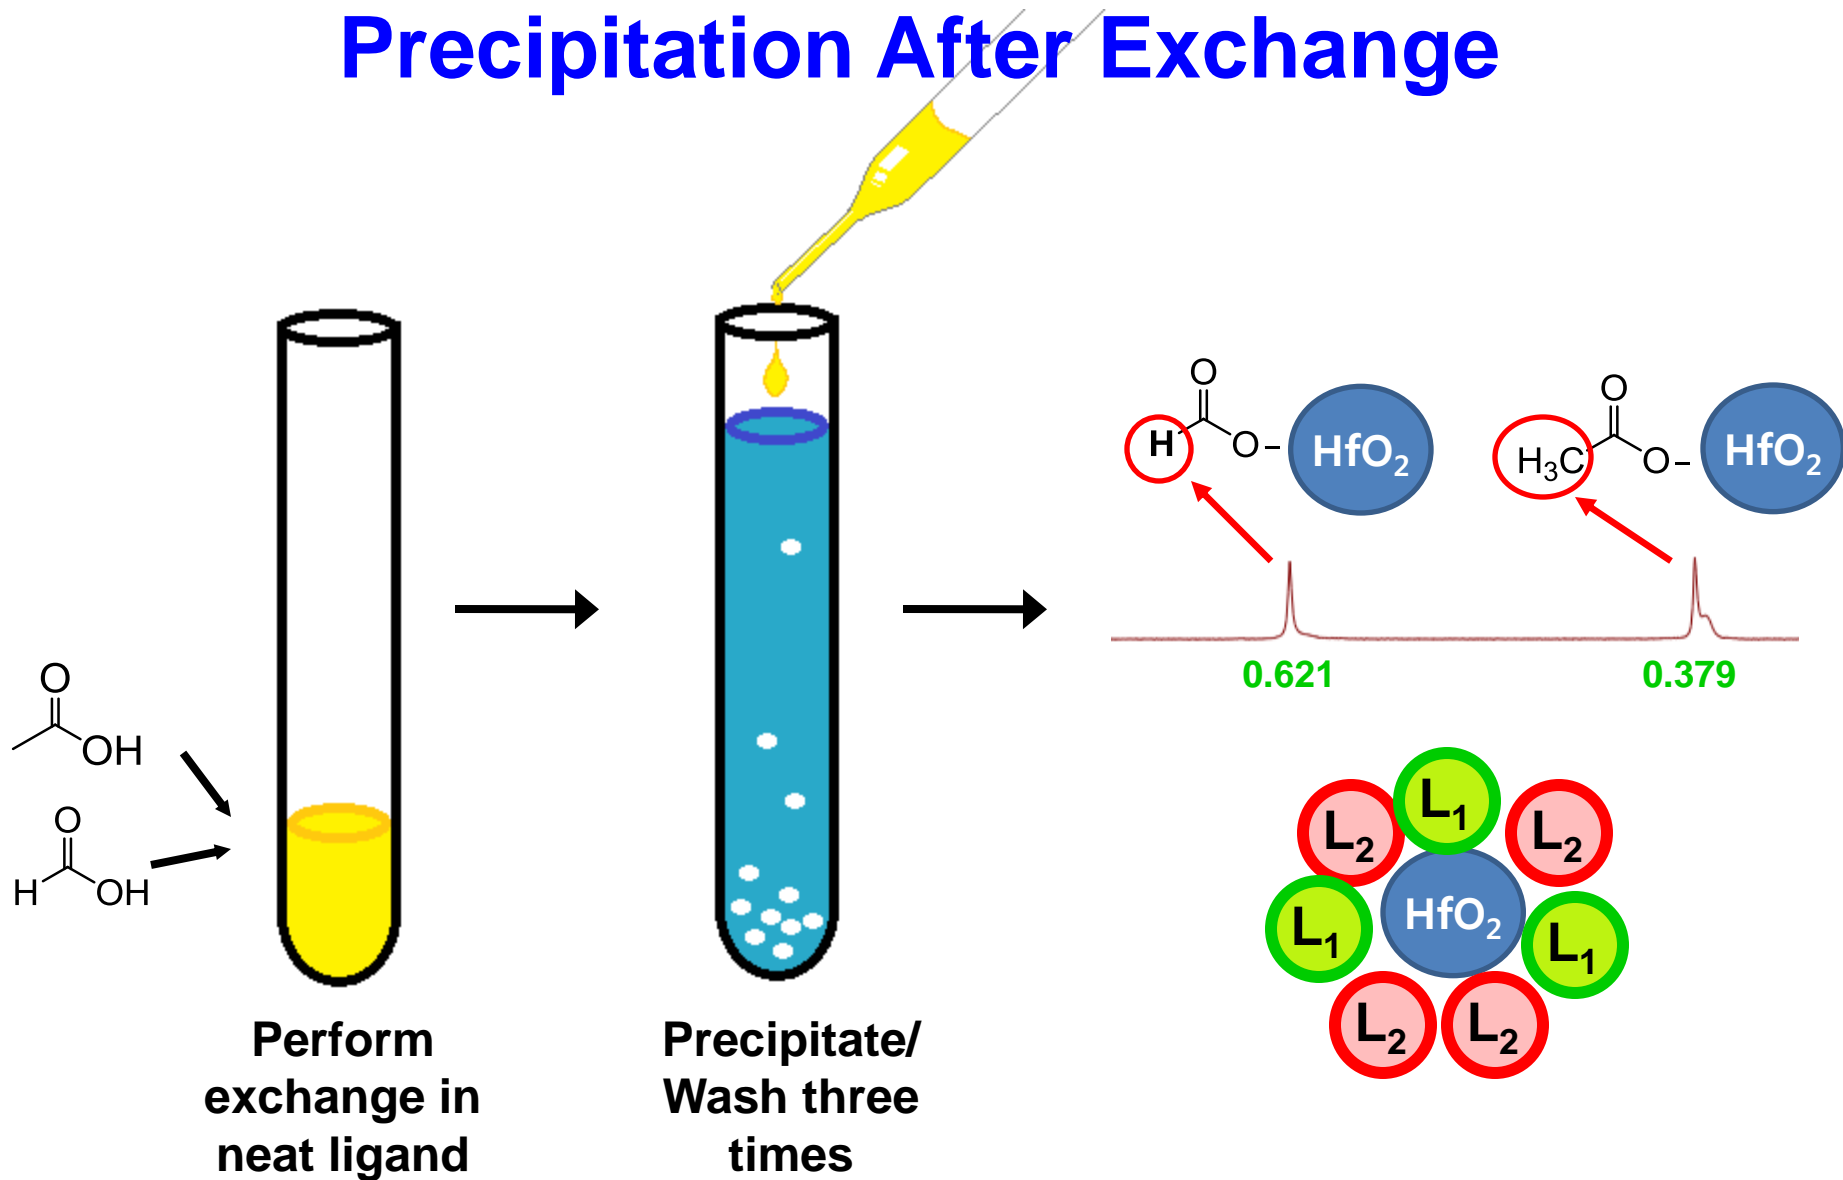 Precipitation After Exchange
O
OH
O
H
OH
Perform
exchange in
neat ligand
Precipitate/
Wash three
times
O
H
O
HfO₂
O
H₃C
O
HfO₂
0.621
0.379
L₁
L₂
L₂
L₁
HfO₂
L₁
L₂
L₂